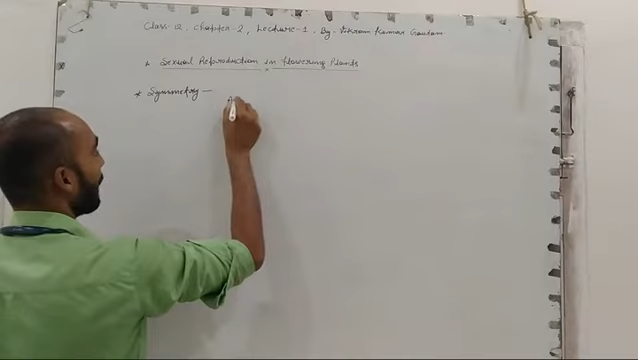 Class-12. Chapter-2, Lecture-1. By-Vikram Kumar Gautam
* Sexual Reproduction in flowering Plants
* Symmetry —